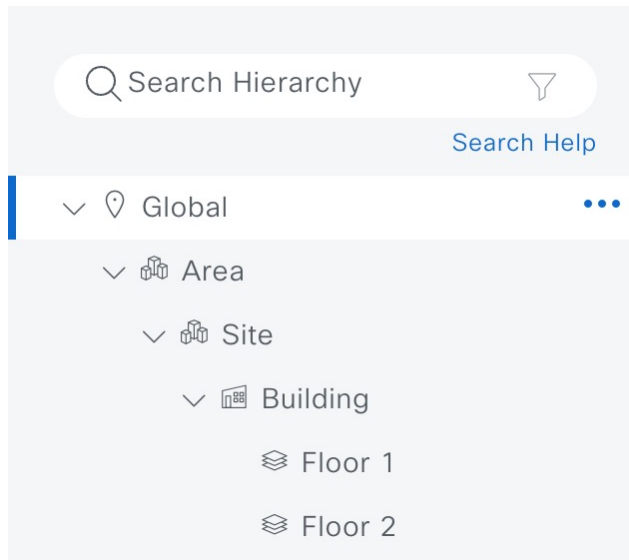 Search Hierarchy
Search Help
Global
Area
Site
Building
Floor 1
Floor 2